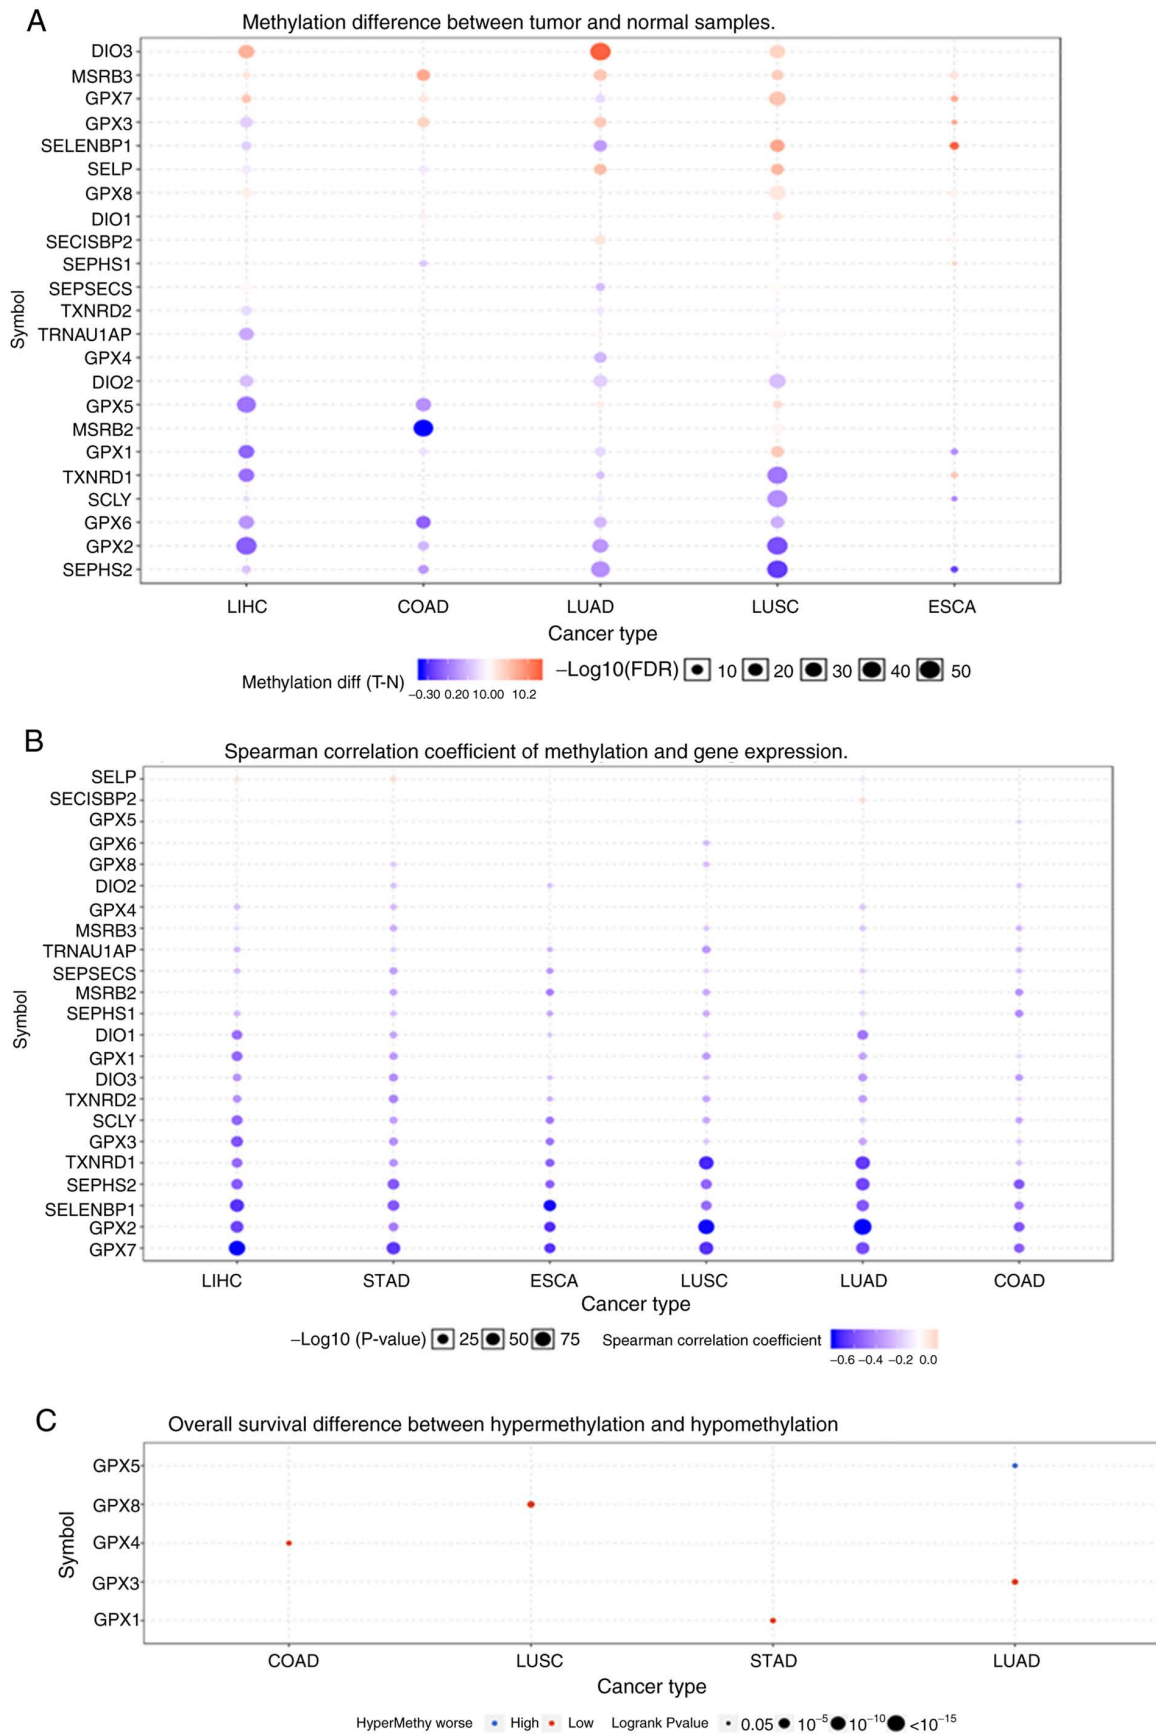 A
Methylation difference between tumor and normal samples.
DIO3
MSRB3
GPX7
GPX3
SELENBP1
SELP
GPX8
DIO1
SECISBP2
SEPHS1
SEPSECS
TXNRD2
TRNAU1AP
GPX4
DIO2
GPX5
MSRB2
GPX1
TXNRD1
SCLY
GPX6
GPX2
SEPHS2
Symbol
LIHC COAD LUAD LUSC ESCA
Cancer type
Methylation diff (T-N) −0.30 0.20 10.00 10.2 −Log10(FDR) 10 20 30 40 50
B
Spearman correlation coefficient of methylation and gene expression.
SELP
SECISBP2
GPX5
GPX6
GPX8
DIO2
GPX4
MSRB3
TRNAU1AP
SEPSECS
MSRB2
SEPHS1
DIO1
GPX1
DIO3
TXNRD2
SCLY
GPX3
TXNRD1
SEPHS2
SELENBP1
GPX2
GPX7
Symbol
LIHC STAD ESCA LUSC LUAD COAD
Cancer type
−Log10 (P-value) 25 50 75 Spearman correlation coefficient −0.6 −0.4 −0.2 0.0
C
Overall survival difference between hypermethylation and hypomethylation
GPX5
GPX8
GPX4
GPX3
GPX1
Symbol
COAD LUSC STAD LUAD
Cancer type
HyperMethy worse High Low Logrank Pvalue 0.05 10⁻⁵ 10⁻¹⁰ <10⁻¹⁵